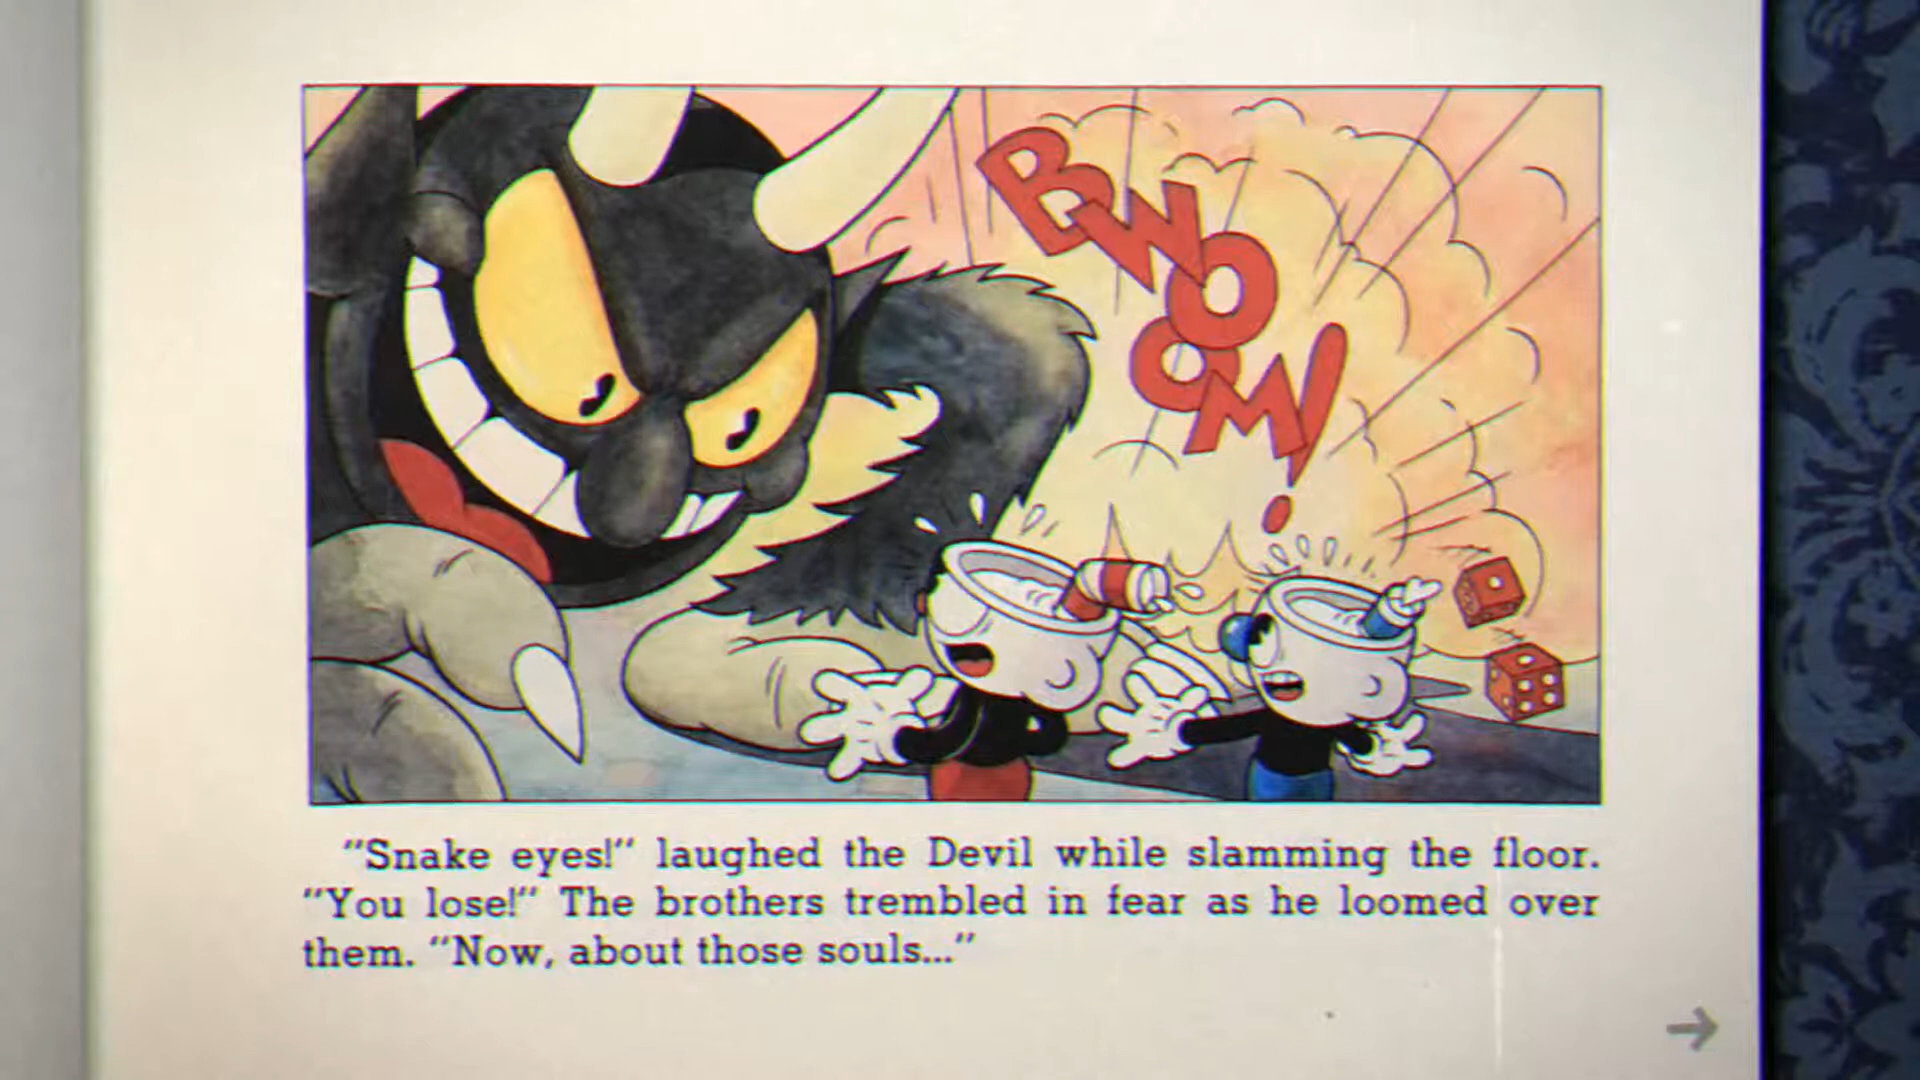 BWOOM!
"Snake eyes!" laughed the Devil while slamming the floor.
"You lose!" The brothers trembled in fear as he loomed over
them. "Now, about those souls..."